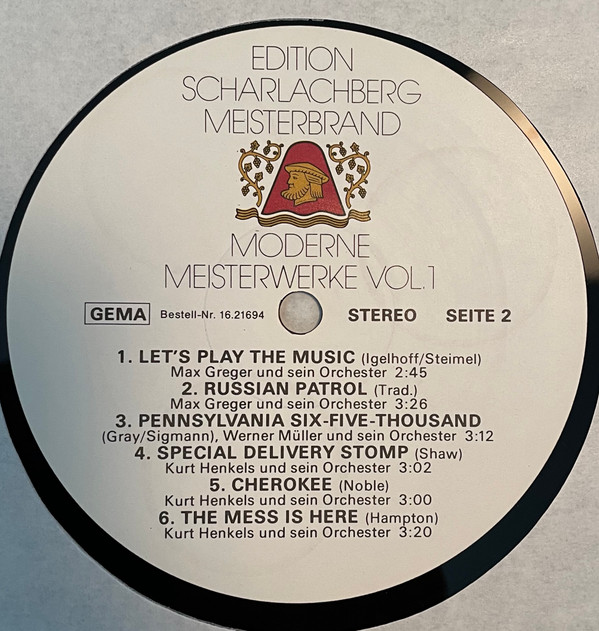 EDITION
SCHARLACHBERG
MEISTERBRAND
MODERNE
MEISTERWERKE VOL.1
GEMA Bestell-Nr. 16.21694 STEREO SEITE 2
1. LET'S PLAY THE MUSIC (Igelhoff/Steimel)
Max Greger und sein Orchester 2:45
2. RUSSIAN PATROL (Trad.)
Max Greger und sein Orchester 3:26
3. PENNSYLVANIA SIX-FIVE-THOUSAND
(Gray/Sigmann), Werner Müller und sein Orchester 3:12
4. SPECIAL DELIVERY STOMP (Shaw)
Kurt Henkels und sein Orchester 3:02
5. CHEROKEE (Noble)
Kurt Henkels und sein Orchester 3:00
6. THE MESS IS HERE (Hampton)
Kurt Henkels und sein Orchester 3:20